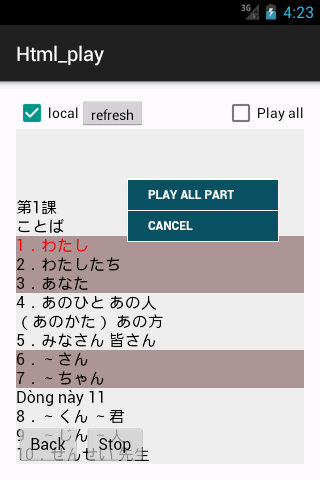 3G 4:23
Html_play
local refresh Play all
PLAY ALL PART
CANCEL
第1課
ことば
1．わたし
2．わたしたち
3．あなた
4．あのひと あの人
（あのかた） あの方
5．みなさん 皆さん
6．～さん
7．～ちゃん
Dòng này 11
8．～くん ～君
9．～じん ～人
10．せんせい 先生
Back Stop